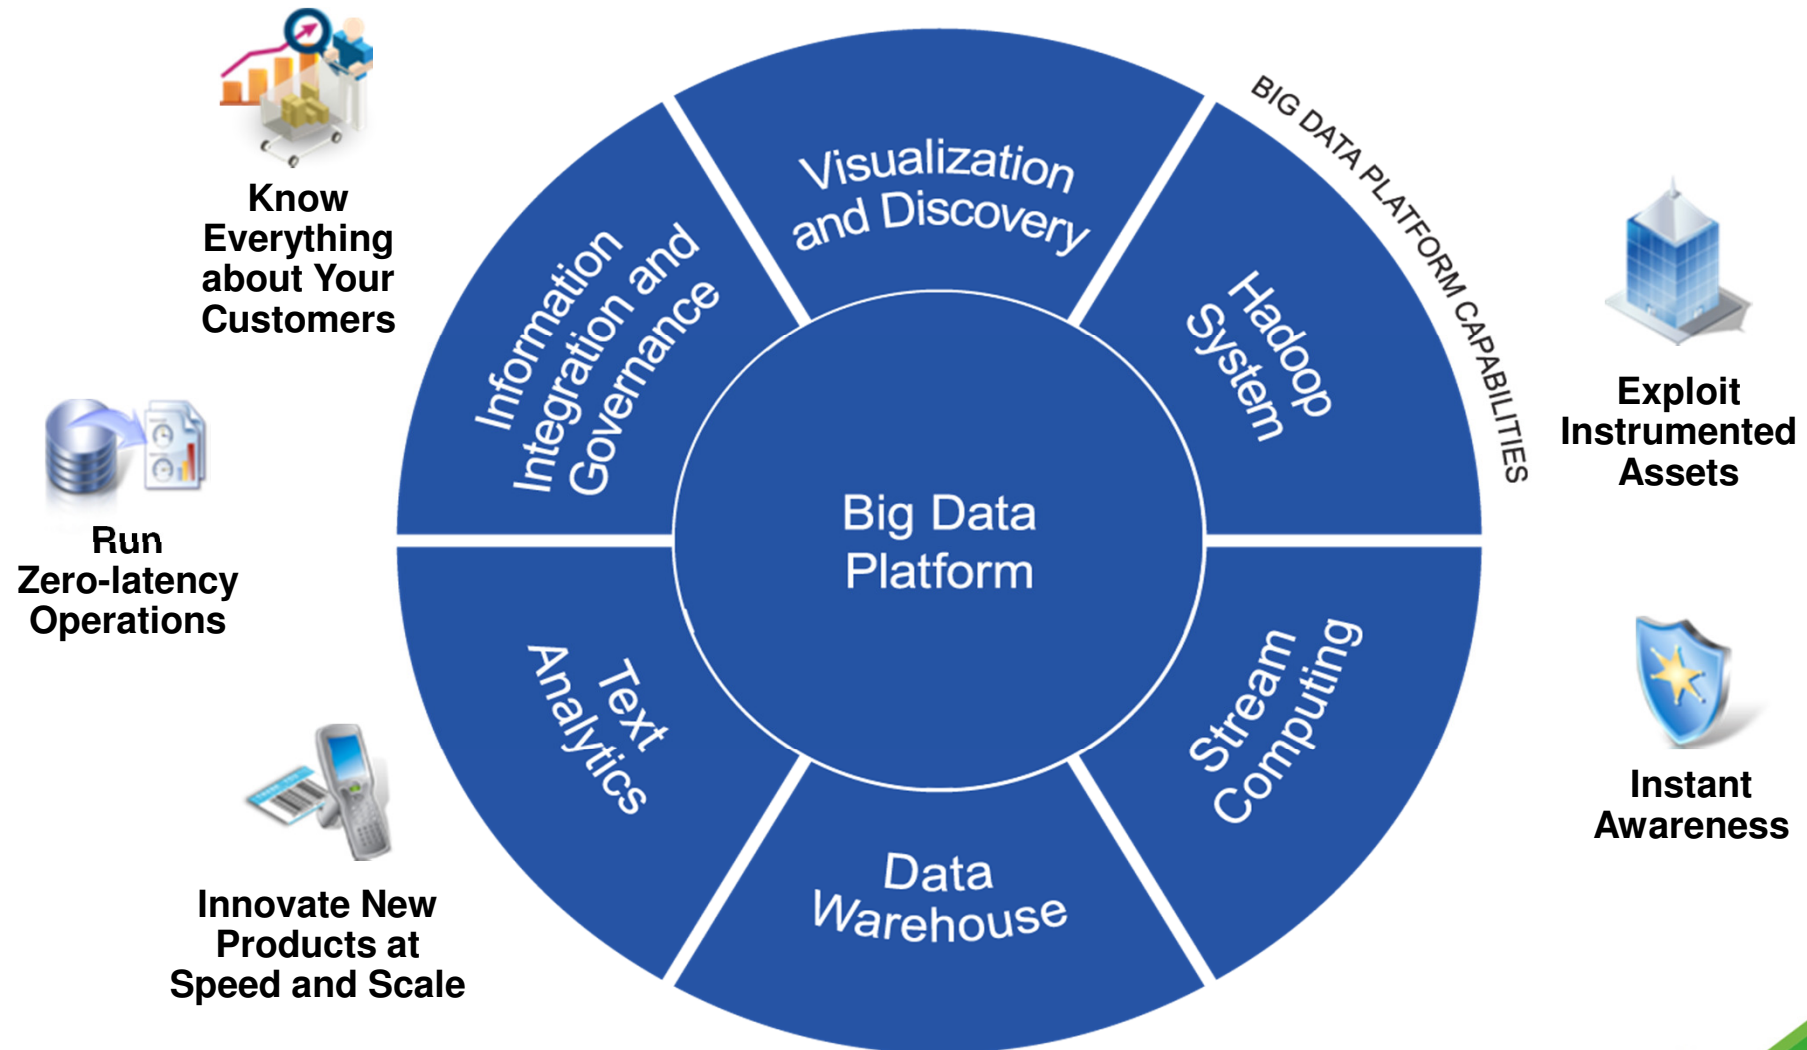 Know
Everything
about Your
Customers
Run
Zero-latency
Operations
Innovate New
Products at
Speed and Scale
Visualization
and Discovery
Information
Integration and
Governance
Hadoop
System
Big Data
Platform
Text
Analytics
Stream
Computing
Data
Warehouse
BIG DATA PLATFORM CAPABILITIES
Exploit
Instrumented
Assets
Instant
Awareness